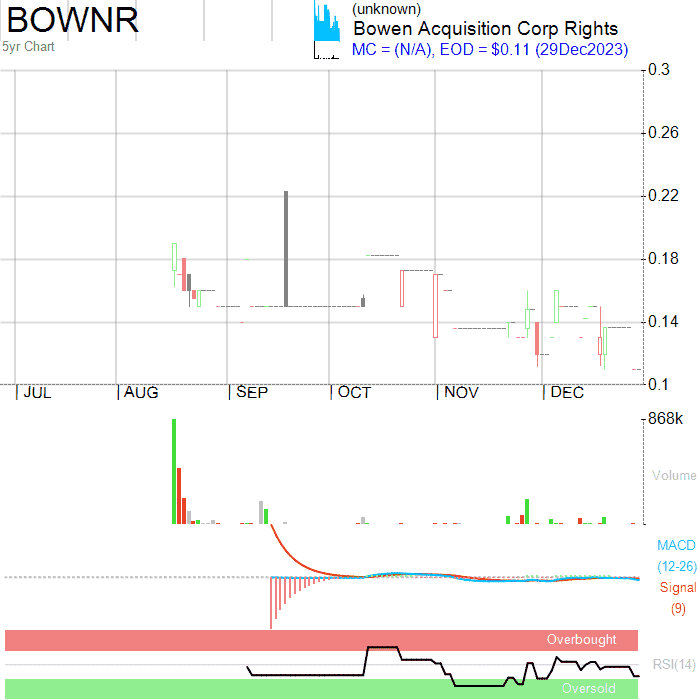 BOWNR
5yr Chart
(unknown)
Bowen Acquisition Corp Rights
MC = (N/A), EOD = $0.11 (29Dec2023)
0.3
0.26
0.22
0.18
0.14
0.1
JUL AUG SEP OCT NOV DEC
868k
Volume
MACD
(12-26)
Signal
(9)
Overbought
RSI(14)
Oversold